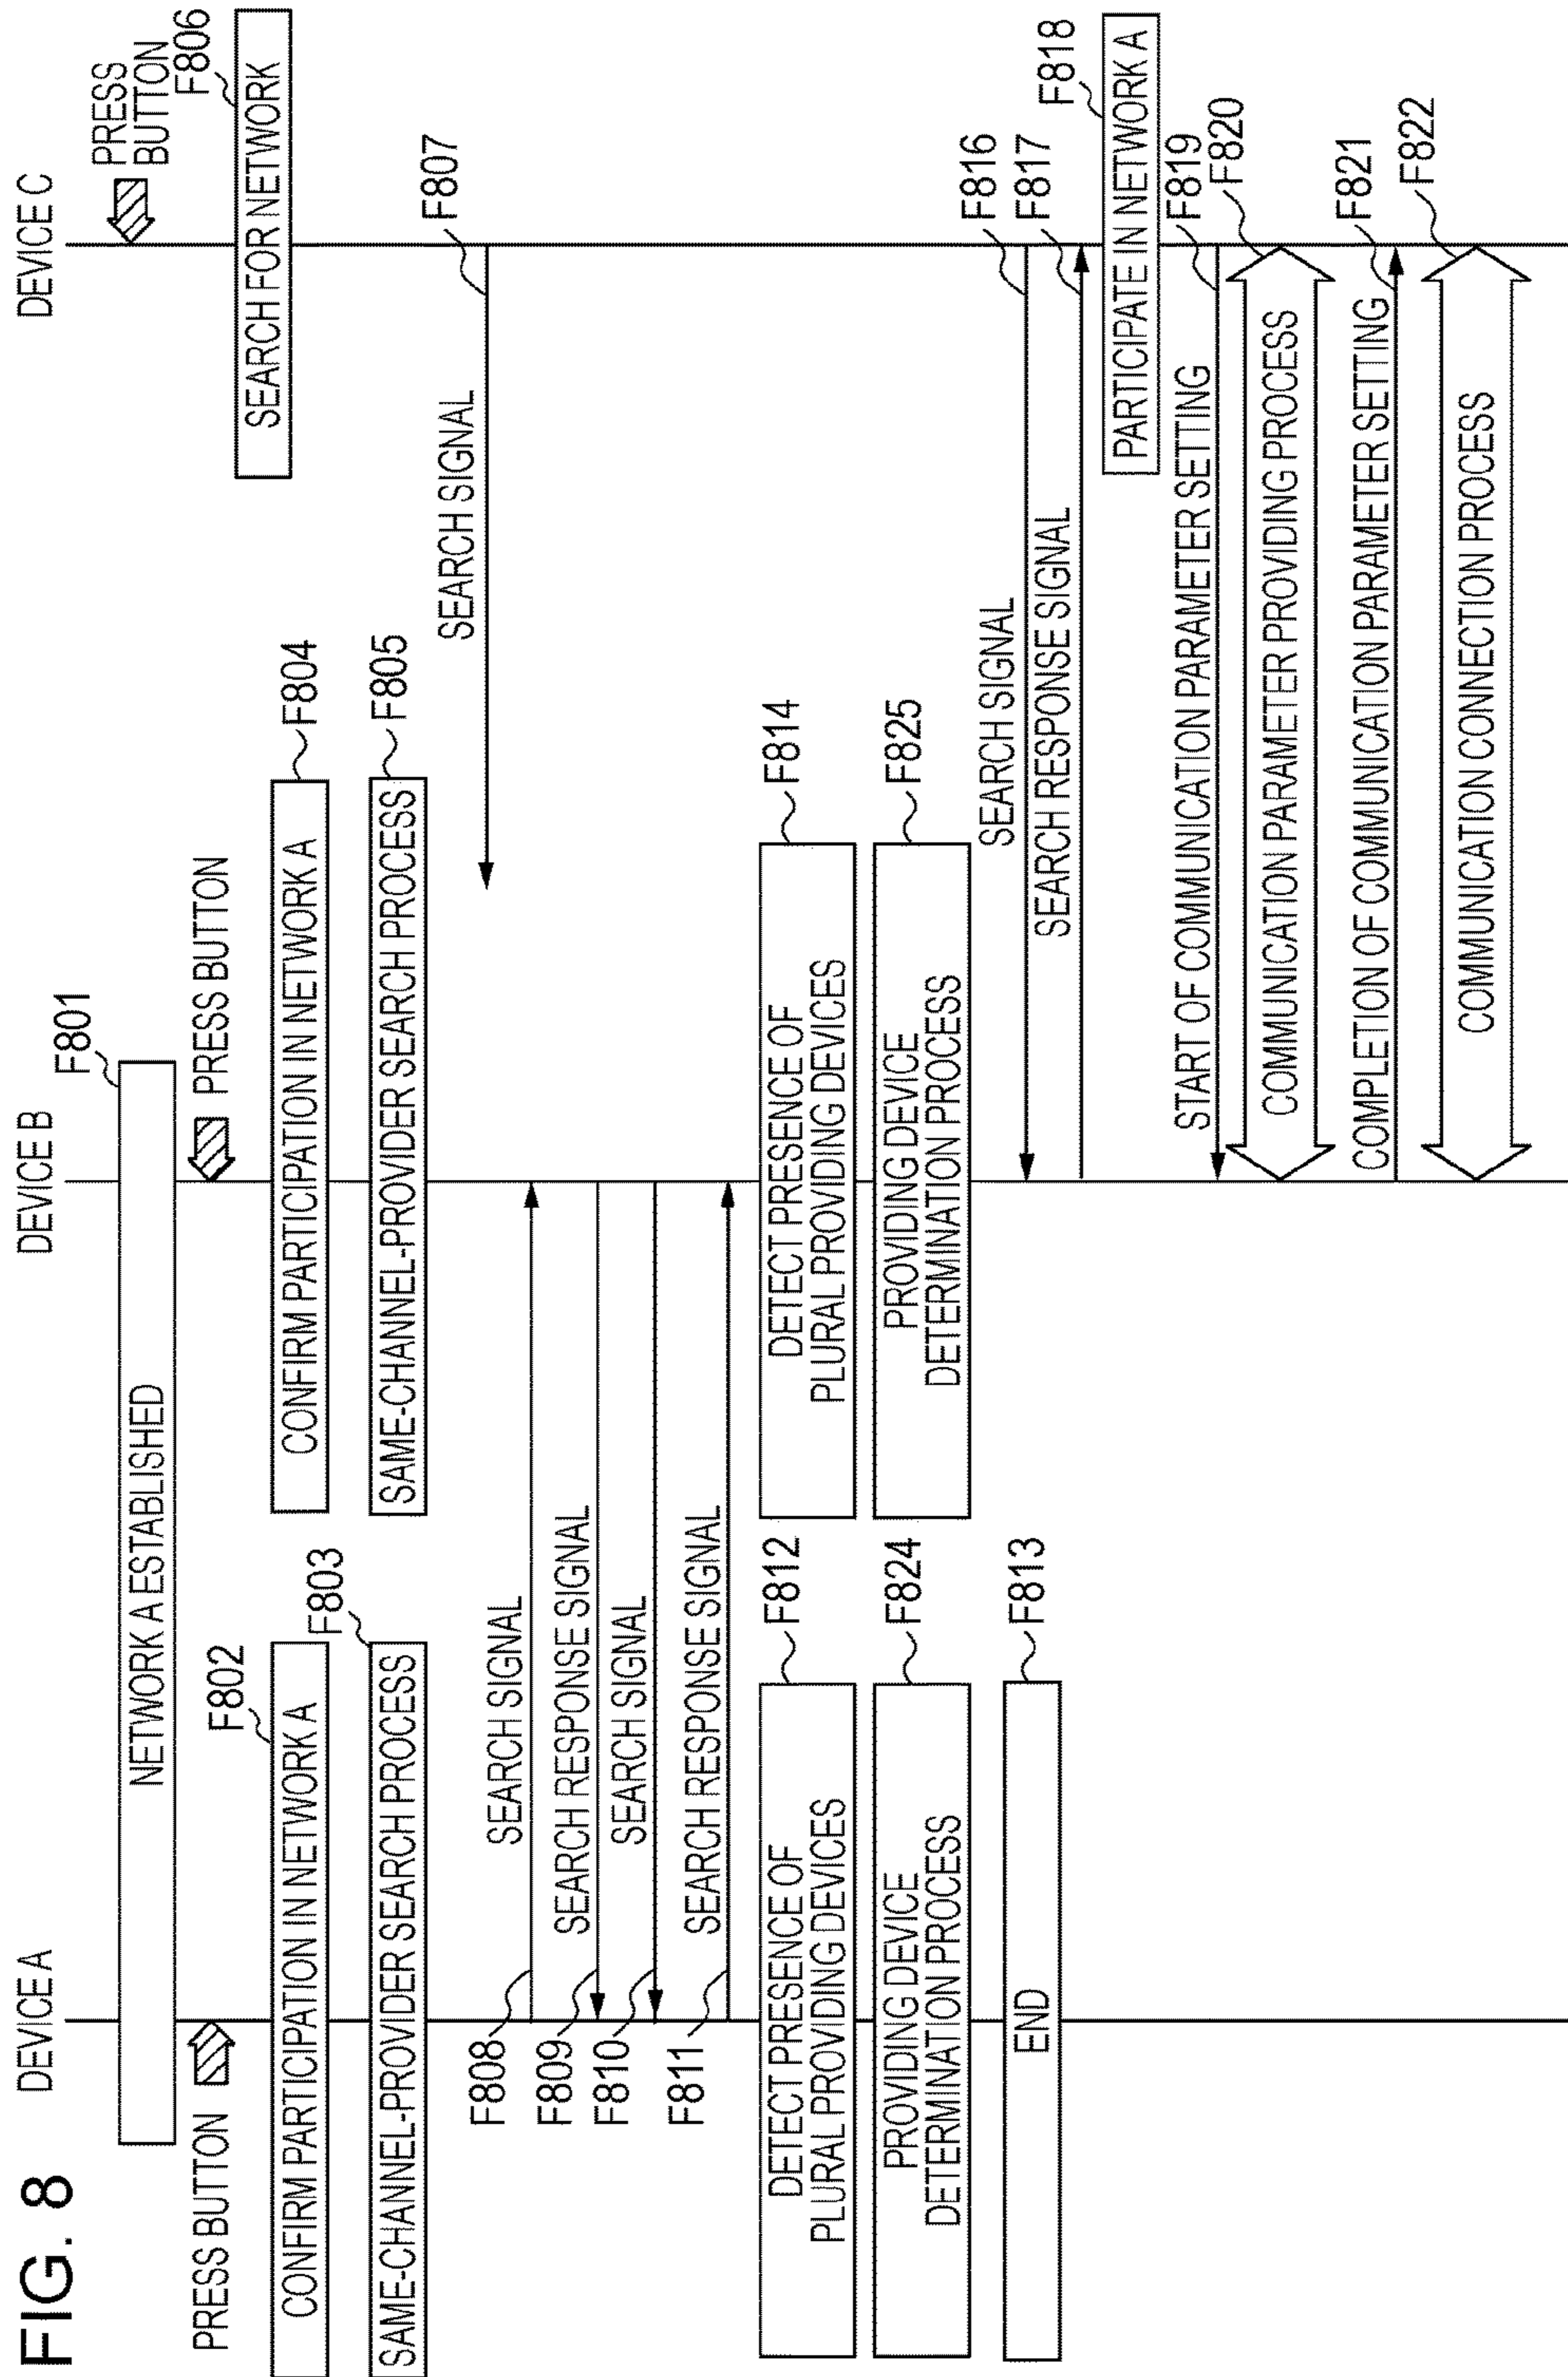 FIG. 8
DEVICE A
DEVICE B
DEVICE C
F801
NETWORK A ESTABLISHED
PRESS BUTTON
PRESS BUTTON
PRESS
BUTTON
F802
CONFIRM PARTICIPATION IN NETWORK A
F804
CONFIRM PARTICIPATION IN NETWORK A
F806
SEARCH FOR NETWORK
F803
SAME-CHANNEL-PROVIDER SEARCH PROCESS
F805
SAME-CHANNEL-PROVIDER SEARCH PROCESS
F807
SEARCH SIGNAL
F808
SEARCH SIGNAL
F809
SEARCH RESPONSE SIGNAL
F810
SEARCH SIGNAL
F811
SEARCH RESPONSE SIGNAL
F812
DETECT PRESENCE OF
PLURAL PROVIDING DEVICES
F814
DETECT PRESENCE OF
PLURAL PROVIDING DEVICES
F824
PROVIDING DEVICE
DETERMINATION PROCESS
F825
PROVIDING DEVICE
DETERMINATION PROCESS
F813
END
F816
SEARCH SIGNAL
F817
SEARCH RESPONSE SIGNAL
F818
PARTICIPATE IN NETWORK A
F819
START OF COMMUNICATION PARAMETER SETTING
F820
COMMUNICATION PARAMETER PROVIDING PROCESS
F821
COMPLETION OF COMMUNICATION PARAMETER SETTING
F822
COMMUNICATION CONNECTION PROCESS